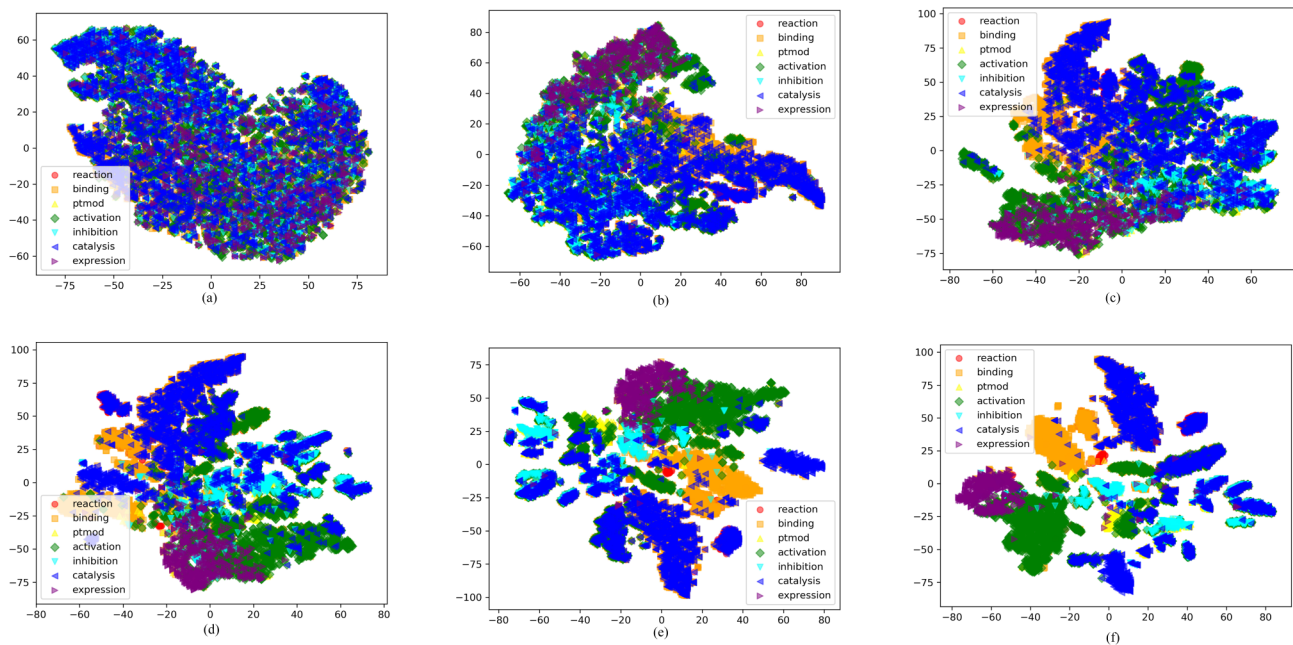 60
40
20
0
−20
−40
−60
reaction
binding
ptmod
activation
inhibition
catalysis
expression
−75 −50 −25 0 25 50 75
(a)
80
60
40
20
0
−20
−40
−60
reaction
binding
ptmod
activation
inhibition
catalysis
expression
−60 −40 −20 0 20 40 60 80
(b)
100
75
50
25
0
−25
−50
−75
reaction
binding
ptmod
activation
inhibition
catalysis
expression
−80 −60 −40 −20 0 20 40 60
(c)
100
75
50
25
0
−25
−50
−75
reaction
binding
ptmod
activation
inhibition
catalysis
expression
−80 −60 −40 −20 0 20 40 60 80
(d)
75
50
25
0
−25
−50
−75
−100
reaction
binding
ptmod
activation
inhibition
catalysis
expression
−80 −60 −40 −20 0 20 40 60 80
(e)
100
75
50
25
0
−25
−50
−75
reaction
binding
ptmod
activation
inhibition
catalysis
expression
−80 −60 −40 −20 0 20 40 60 80
(f)